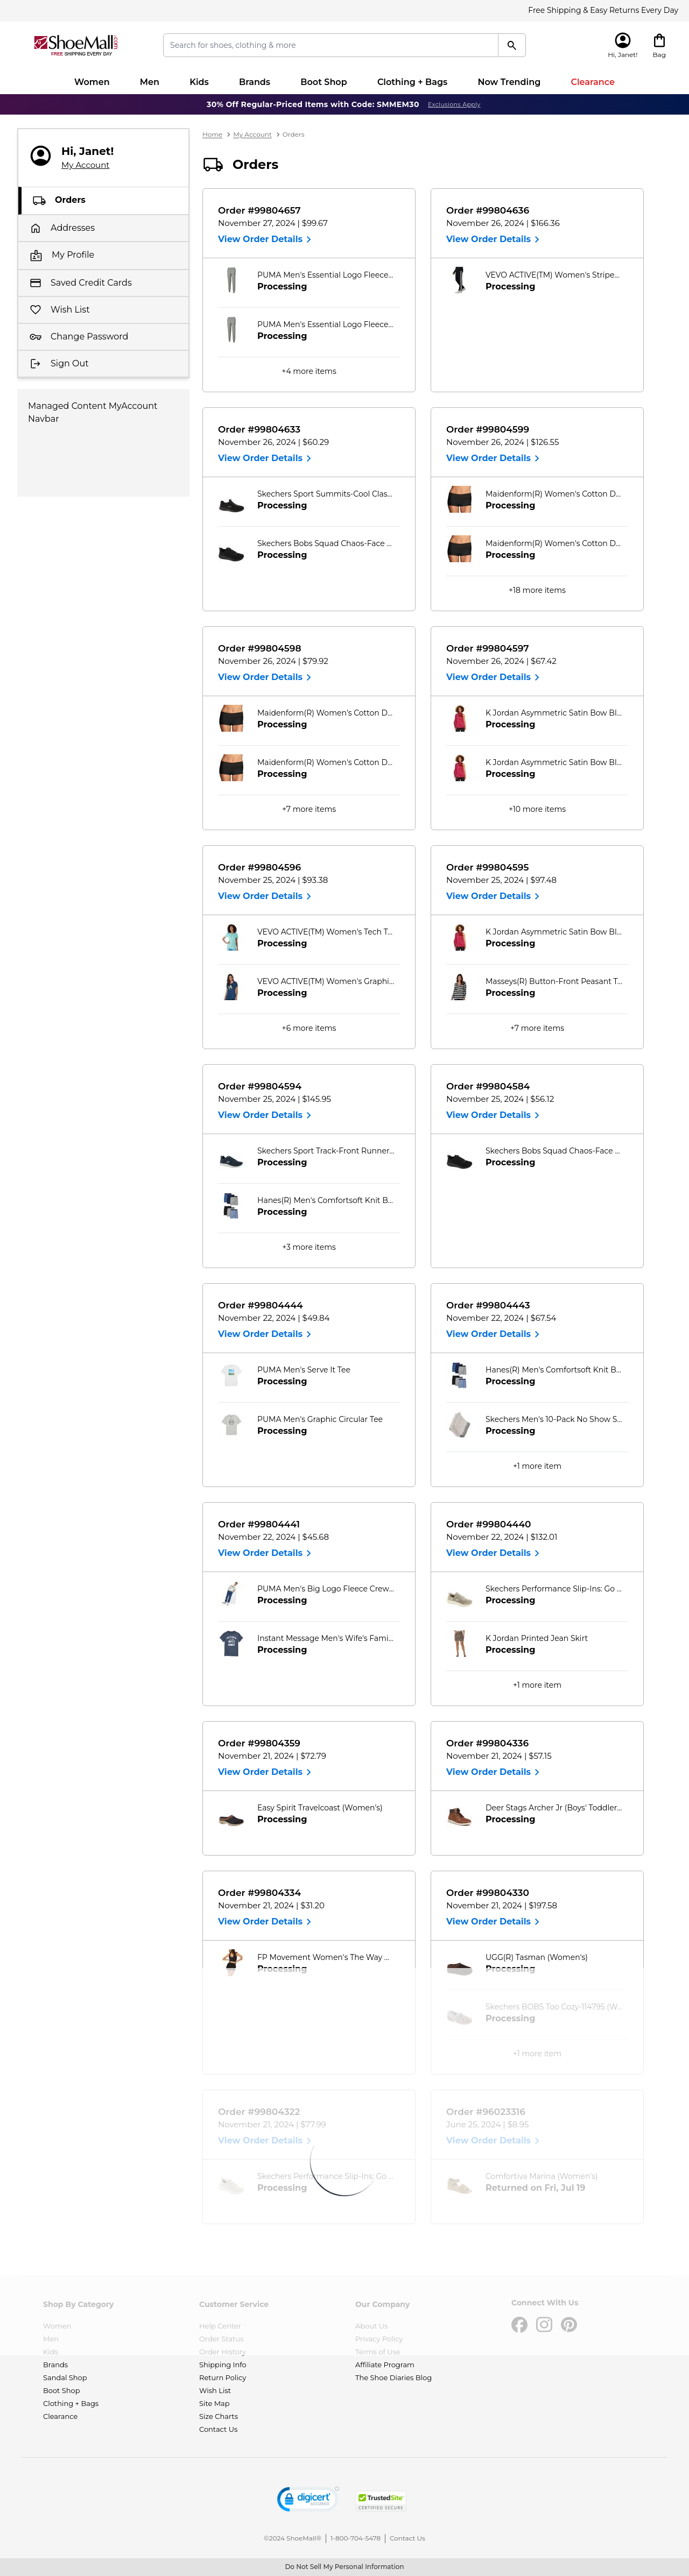 Free Shipping & Easy Returns Every Day
ShoeMall.com
FREE SHIPPING EVERY DAY
Search for shoes, clothing & more
Hi, Janet!
Bag
Women
Men
Kids
Brands
Boot Shop
Clothing + Bags
Now Trending
Clearance
30% Off Regular-Priced Items with Code: SMMEM30 Exclusions Apply
Hi, Janet!
My Account
Orders
Addresses
My Profile
Saved Credit Cards
Wish List
Change Password
Sign Out
Managed Content MyAccount
Navbar
Home > My Account > Orders
Orders
Order #99804657
November 27, 2024 | $99.67
View Order Details
PUMA Men's Essential Logo Fleece...
Processing
PUMA Men's Essential Logo Fleece...
Processing
+4 more items
Order #99804636
November 26, 2024 | $166.36
View Order Details
VEVO ACTIVE(TM) Women's Stripe...
Processing
Order #99804633
November 26, 2024 | $60.29
View Order Details
Skechers Sport Summits-Cool Clas...
Processing
Skechers Bobs Squad Chaos-Face ...
Processing
Order #99804599
November 26, 2024 | $126.55
View Order Details
Maidenform(R) Women's Cotton D...
Processing
Maidenform(R) Women's Cotton D...
Processing
+18 more items
Order #99804598
November 26, 2024 | $79.92
View Order Details
Maidenform(R) Women's Cotton D...
Processing
Maidenform(R) Women's Cotton D...
Processing
+7 more items
Order #99804597
November 26, 2024 | $67.42
View Order Details
K Jordan Asymmetric Satin Bow Bl...
Processing
K Jordan Asymmetric Satin Bow Bl...
Processing
+10 more items
Order #99804596
November 25, 2024 | $93.38
View Order Details
VEVO ACTIVE(TM) Women's Tech T...
Processing
VEVO ACTIVE(TM) Women's Graphi...
Processing
+6 more items
Order #99804595
November 25, 2024 | $97.48
View Order Details
K Jordan Asymmetric Satin Bow Bl...
Processing
Masseys(R) Button-Front Peasant T...
Processing
+7 more items
Order #99804594
November 25, 2024 | $145.95
View Order Details
Skechers Sport Track-Front Runner...
Processing
Hanes(R) Men's Comfortsoft Knit B...
Processing
+3 more items
Order #99804584
November 25, 2024 | $56.12
View Order Details
Skechers Bobs Squad Chaos-Face ...
Processing
Order #99804444
November 22, 2024 | $49.84
View Order Details
PUMA Men's Serve It Tee
Processing
PUMA Men's Graphic Circular Tee
Processing
Order #99804443
November 22, 2024 | $67.54
View Order Details
Hanes(R) Men's Comfortsoft Knit B...
Processing
Skechers Men's 10-Pack No Show S...
Processing
+1 more item
Order #99804441
November 22, 2024 | $45.68
View Order Details
PUMA Men's Big Logo Fleece Crew...
Processing
Instant Message Men's Wife's Fami...
Processing
Order #99804440
November 22, 2024 | $132.01
View Order Details
Skechers Performance Slip-Ins: Go ...
Processing
K Jordan Printed Jean Skirt
Processing
+1 more item
Order #99804359
November 21, 2024 | $72.79
View Order Details
Easy Spirit Travelcoast (Women's)
Processing
Order #99804336
November 21, 2024 | $57.15
View Order Details
Deer Stags Archer Jr (Boys' Toddler...
Processing
Order #99804334
November 21, 2024 | $31.20
View Order Details
FP Movement Women's The Way ...
Processing
Order #99804330
November 21, 2024 | $197.58
View Order Details
UGG(R) Tasman (Women's)
Processing
Skechers BOBS Too Cozy-114795 (W...
Processing
+1 more item
Order #99804322
November 21, 2024 | $77.99
View Order Details
Skechers Performance Slip-Ins: Go ...
Processing
Order #96023316
June 25, 2024 | $8.95
View Order Details
Comfortiva Marina (Women's)
Returned on Fri, Jul 19
Shop By Category
Women
Men
Kids
Brands
Sandal Shop
Boot Shop
Clothing + Bags
Clearance
Customer Service
Help Center
Order Status
Order History
Shipping Info
Return Policy
Wish List
Site Map
Size Charts
Contact Us
Our Company
About Us
Privacy Policy
Terms of Use
Affiliate Program
The Shoe Diaries Blog
Connect With Us
digicert
SECURED
TrustedSite
CERTIFIED SECURE
©2024 ShoeMall® | 1-800-704-5478 | Contact Us
Do Not Sell My Personal Information